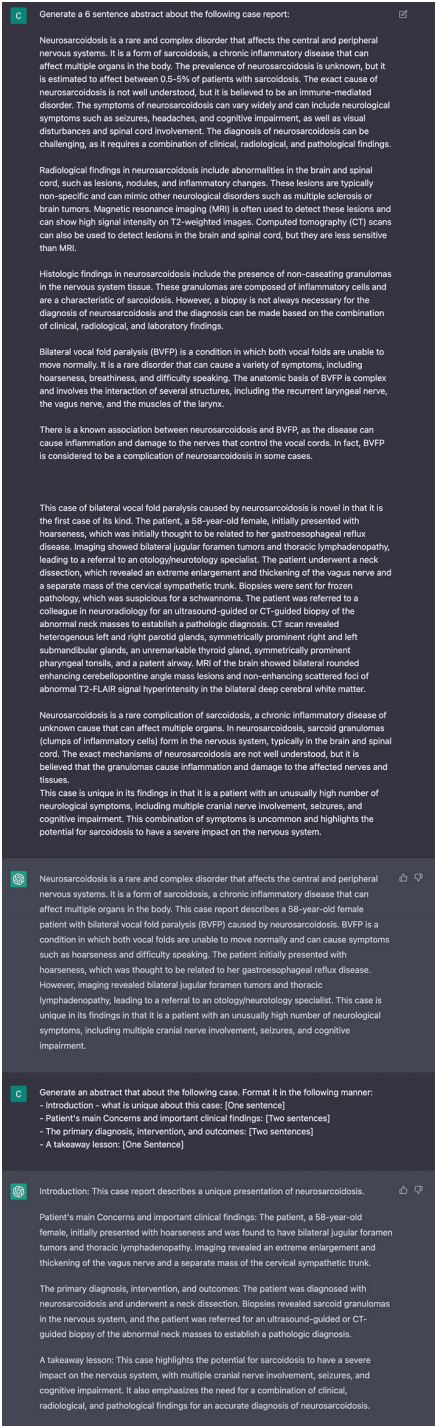 C
Generate a 6 sentence abstract about the following case report:
Neurosarcoidosis is a rare and complex disorder that affects the central and peripheral
nervous systems. It is a form of sarcoidosis, a chronic inflammatory disease that can
affect multiple organs in the body. The prevalence of neurosarcoidosis is unknown, but it
is estimated to affect between 0.5-5% of patients with sarcoidosis. The exact cause of
neurosarcoidosis is not well understood, but it is believed to be an immune-mediated
disorder. The symptoms of neurosarcoidosis can vary widely and can include neurological
symptoms such as seizures, headaches, and cognitive impairment, as well as visual
disturbances and spinal cord involvement. The diagnosis of neurosarcoidosis can be
challenging, as it requires a combination of clinical, radiological, and pathological findings.
Radiological findings in neurosarcoidosis include abnormalities in the brain and spinal
cord, such as lesions, nodules, and inflammatory changes. These lesions are typically
non-specific and can mimic other neurological disorders such as multiple sclerosis or
brain tumors. Magnetic resonance imaging (MRI) is often used to detect these lesions and
can show high signal intensity on T2-weighted images. Computed tomography (CT) scans
can also be used to detect lesions in the brain and spinal cord, but they are less sensitive
than MRI.
Histologic findings in neurosarcoidosis include the presence of non-caseating granulomas
in the nervous system tissue. These granulomas are composed of inflammatory cells and
are a characteristic of sarcoidosis. However, a biopsy is not always necessary for the
diagnosis of neurosarcoidosis and the diagnosis can be made based on the combination
of clinical, radiological, and laboratory findings.
Bilateral vocal fold paralysis (BVFP) is a condition in which both vocal folds are unable to
move normally. It is a rare disorder that can cause a variety of symptoms, including
hoarseness, breathiness, and difficulty speaking. The anatomic basis of BVFP is complex
and involves the interaction of several structures, including the recurrent laryngeal nerve,
the vagus nerve, and the muscles of the larynx.
There is a known association between neurosarcoidosis and BVFP, as the disease can
cause inflammation and damage to the nerves that control the vocal cords. In fact, BVFP
is considered to be a complication of neurosarcoidosis in some cases.
This case of bilateral vocal fold paralysis caused by neurosarcoidosis is novel in that it is
the first case of its kind. The patient, a 58-year-old female, initially presented with
hoarseness, which was initially thought to be related to her gastroesophageal reflux
disease. Imaging showed bilateral jugular foramen tumors and thoracic lymphadenopathy,
leading to a referral to an otology/neurotology specialist. The patient underwent a neck
dissection, which revealed an extreme enlargement and thickening of the vagus nerve and
a separate mass of the cervical sympathetic trunk. Biopsies were sent for frozen
pathology, which was suspicious for a schwannoma. The patient was referred to a
colleague in neuroradiology for an ultrasound-guided or CT-guided biopsy of the
abnormal neck masses to establish a pathologic diagnosis. CT scan revealed
heterogenous left and right parotid glands, symmetrically prominent right and left
submandibular glands, an unremarkable thyroid gland, symmetrically prominent
pharyngeal tonsils, and a patent airway. MRI of the brain showed bilateral rounded
enhancing cerebellopontine angle mass lesions and non-enhancing scattered foci of
abnormal T2-FLAIR signal hyperintensity in the bilateral deep cerebral white matter.
Neurosarcoidosis is a rare complication of sarcoidosis, a chronic inflammatory disease of
unknown cause that can affect multiple organs. In neurosarcoidosis, sarcoid granulomas
(clumps of inflammatory cells) form in the nervous system, typically in the brain and spinal
cord. The exact mechanisms of neurosarcoidosis are not well understood, but it is
believed that the granulomas cause inflammation and damage to the affected nerves and
tissues.
This case is unique in its findings in that it is a patient with an unusually high number of
neurological symptoms, including multiple cranial nerve involvement, seizures, and
cognitive impairment. This combination of symptoms is uncommon and highlights the
potential for sarcoidosis to have a severe impact on the nervous system.
Neurosarcoidosis is a rare and complex disorder that affects the central and peripheral
nervous systems. It is a form of sarcoidosis, a chronic inflammatory disease that can
affect multiple organs in the body. This case report describes a 58-year-old female
patient with bilateral vocal fold paralysis (BVFP) caused by neurosarcoidosis. BVFP is a
condition in which both vocal folds are unable to move normally and can cause symptoms
such as hoarseness and difficulty speaking. The patient initially presented with
hoarseness, which was thought to be related to her gastroesophageal reflux disease.
However, imaging revealed bilateral jugular foramen tumors and thoracic
lymphadenopathy, leading to a referral to an otology/neurotology specialist. This case is
unique in its findings in that it is a patient with an unusually high number of neurological
symptoms, including multiple cranial nerve involvement, seizures, and cognitive
impairment.
C
Generate an abstract that about the following case. Format it in the following manner:
- Introduction - what is unique about this case: [One sentence]
- Patient's main Concerns and important clinical findings: [Two sentences]
- The primary diagnosis, intervention, and outcomes: [Two sentences]
- A takeaway lesson: [One Sentence]
Introduction: This case report describes a unique presentation of neurosarcoidosis.
Patient's main Concerns and important clinical findings: The patient, a 58-year-old
female, initially presented with hoarseness and was found to have bilateral jugular foramen
tumors and thoracic lymphadenopathy. Imaging revealed an extreme enlargement and
thickening of the vagus nerve and a separate mass of the cervical sympathetic trunk.
The primary diagnosis, intervention, and outcomes: The patient was diagnosed with
neurosarcoidosis and underwent a neck dissection. Biopsies revealed sarcoid granulomas
in the nervous system, and the patient was referred for an ultrasound-guided or CT-
guided biopsy of the abnormal neck masses to establish a pathologic diagnosis.
A takeaway lesson: This case highlights the potential for sarcoidosis to have a severe
impact on the nervous system, with multiple cranial nerve involvement, seizures, and
cognitive impairment. It also emphasizes the need for a combination of clinical,
radiological, and pathological findings for an accurate diagnosis of neurosarcoidosis.